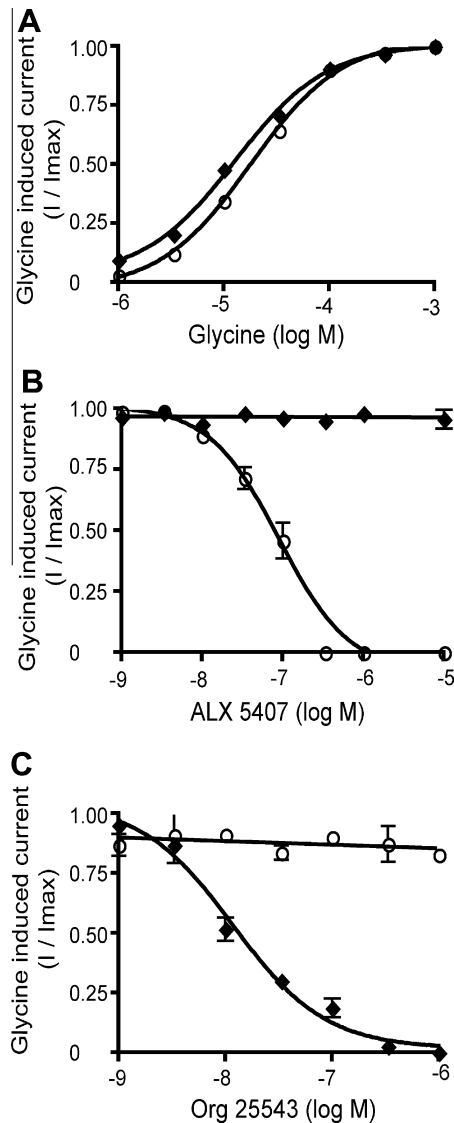 A
Glycine induced current
(I / Imax)
1.00
0.75
0.50
0.25
0
-6 -5 -4 -3
Glycine (log M)
B
Glycine induced current
(I / Imax)
1.00
0.75
0.50
0.25
0
-9 -8 -7 -6 -5
ALX 5407 (log M)
C
Glycine induced current
(I / Imax)
1.00
0.75
0.50
0.25
0
-9 -8 -7 -6
Org 25543 (log M)